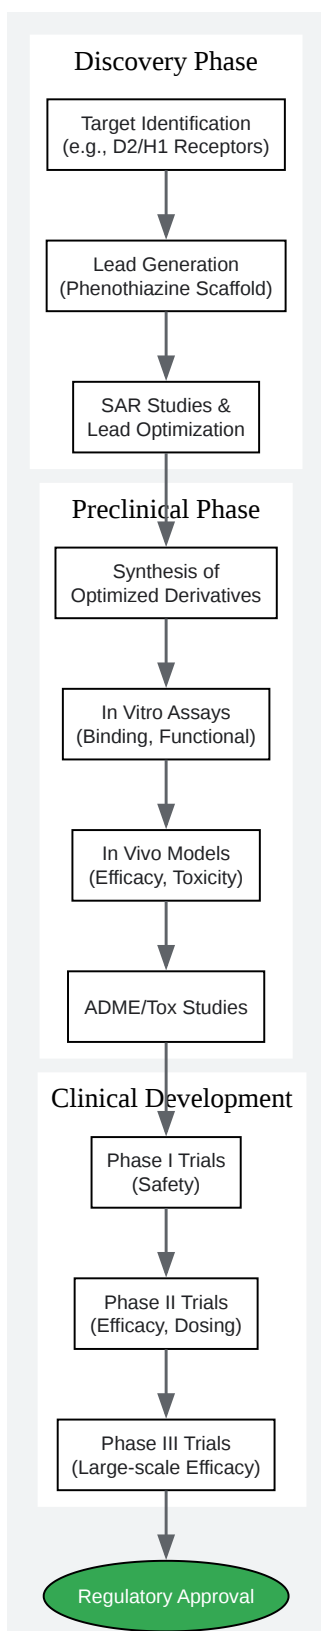 Discovery Phase
Target Identification
(e.g., D2/H1 Receptors)
Lead Generation
(Phenothiazine Scaffold)
SAR Studies &
Lead Optimization
Preclinical Phase
Synthesis of
Optimized Derivatives
In Vitro Assays
(Binding, Functional)
In Vivo Models
(Efficacy, Toxicity)
ADME/Tox Studies
Clinical Development
Phase I Trials
(Safety)
Phase II Trials
(Efficacy, Dosing)
Phase III Trials
(Large-scale Efficacy)
Regulatory Approval